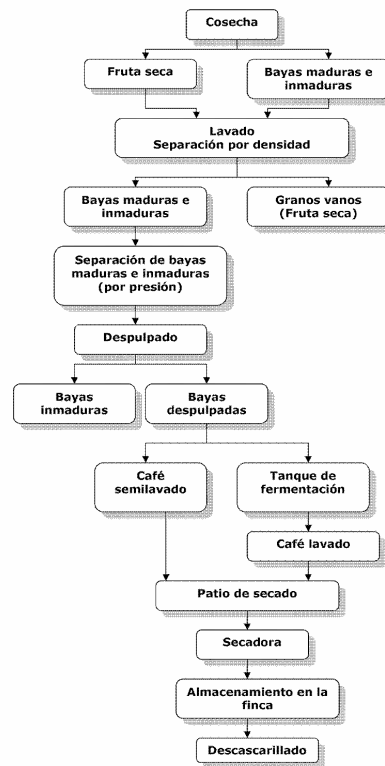 Cosecha
Fruta seca
Bayas maduras e
inmaduras
Lavado
Separación por densidad
Bayas maduras e
inmaduras
Granos vanos
(Fruta seca)
Separación de bayas
maduras e inmaduras
(por presión)
Despulpado
Bayas
inmaduras
Bayas
despulpadas
Café
semilavado
Tanque de
fermentación
Café lavado
Patio de secado
Secadora
Almacenamiento en la
finca
Descascarillado